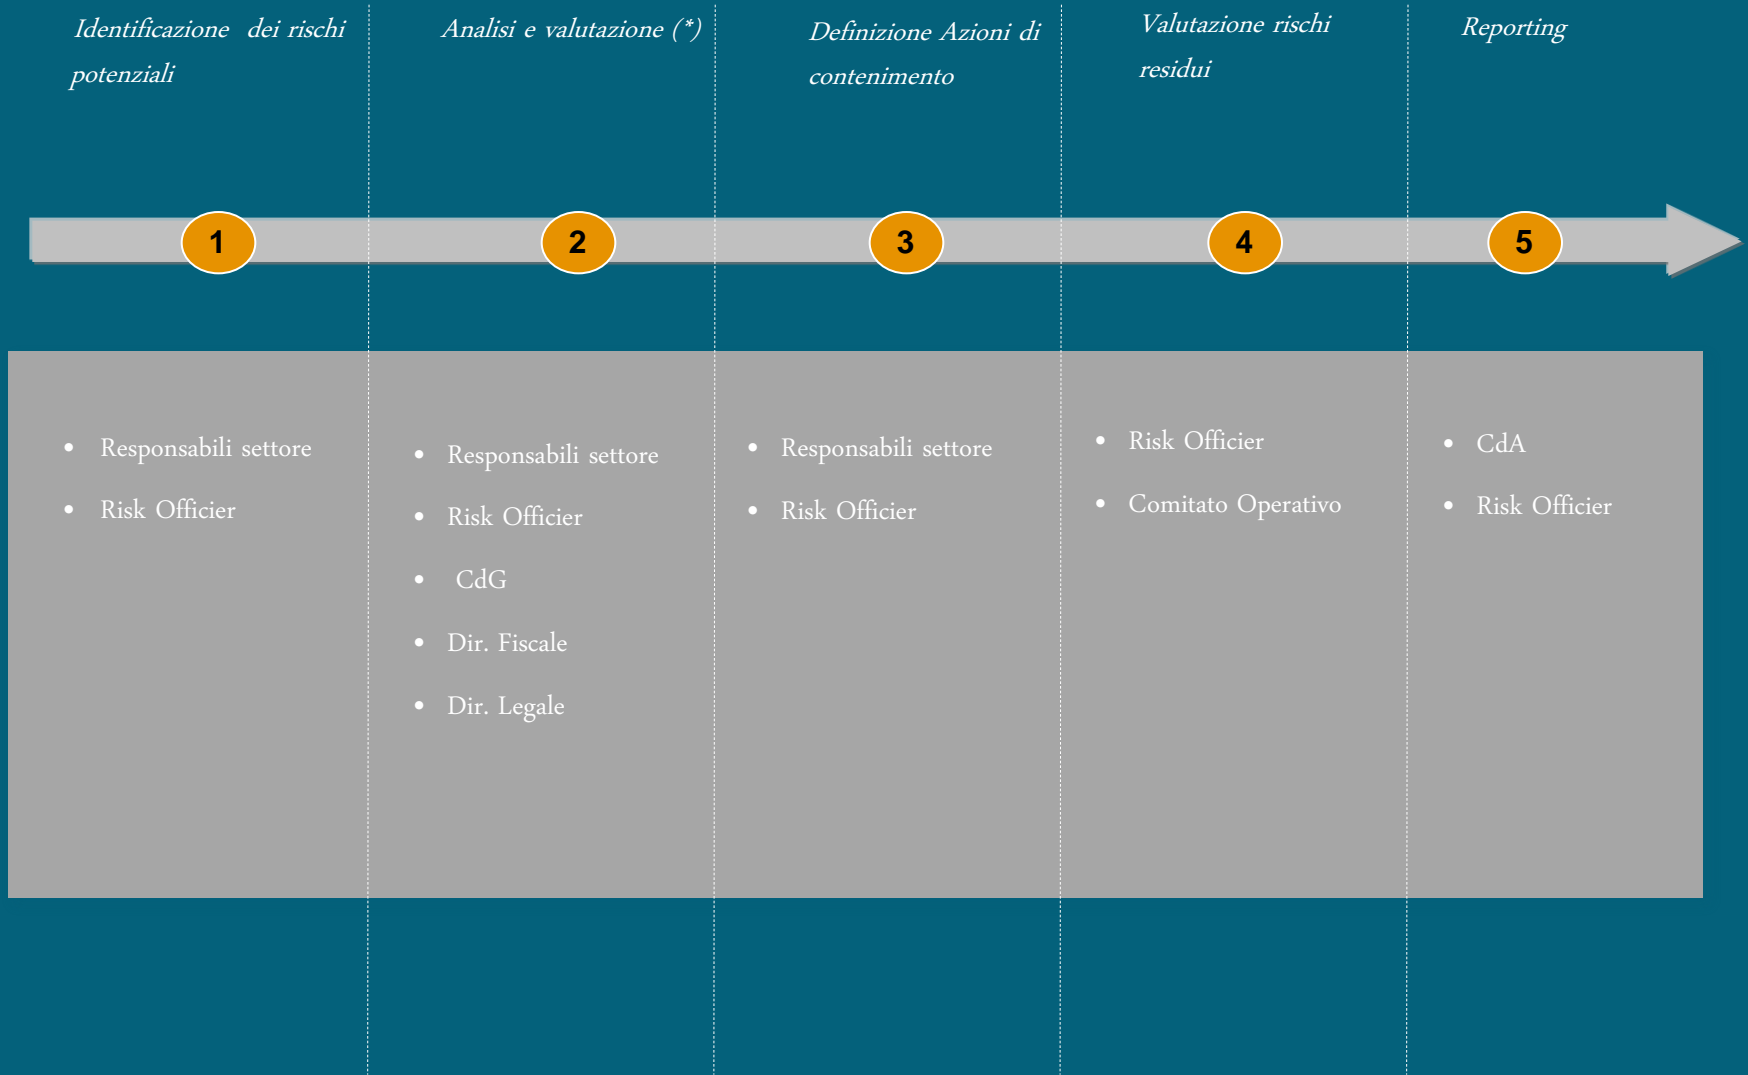 Identificazione dei rischi
potenziali
Analisi e valutazione (*)
Definizione Azioni di
contenimento
Valutazione rischi
residui
Reporting
1
2
3
4
5
• Responsabili settore
• Risk Officier
• Responsabili settore
• Risk Officier
• CdG
• Dir. Fiscale
• Dir. Legale
• Responsabili settore
• Risk Officier
• Risk Officier
• Comitato Operativo
• CdA
• Risk Officier